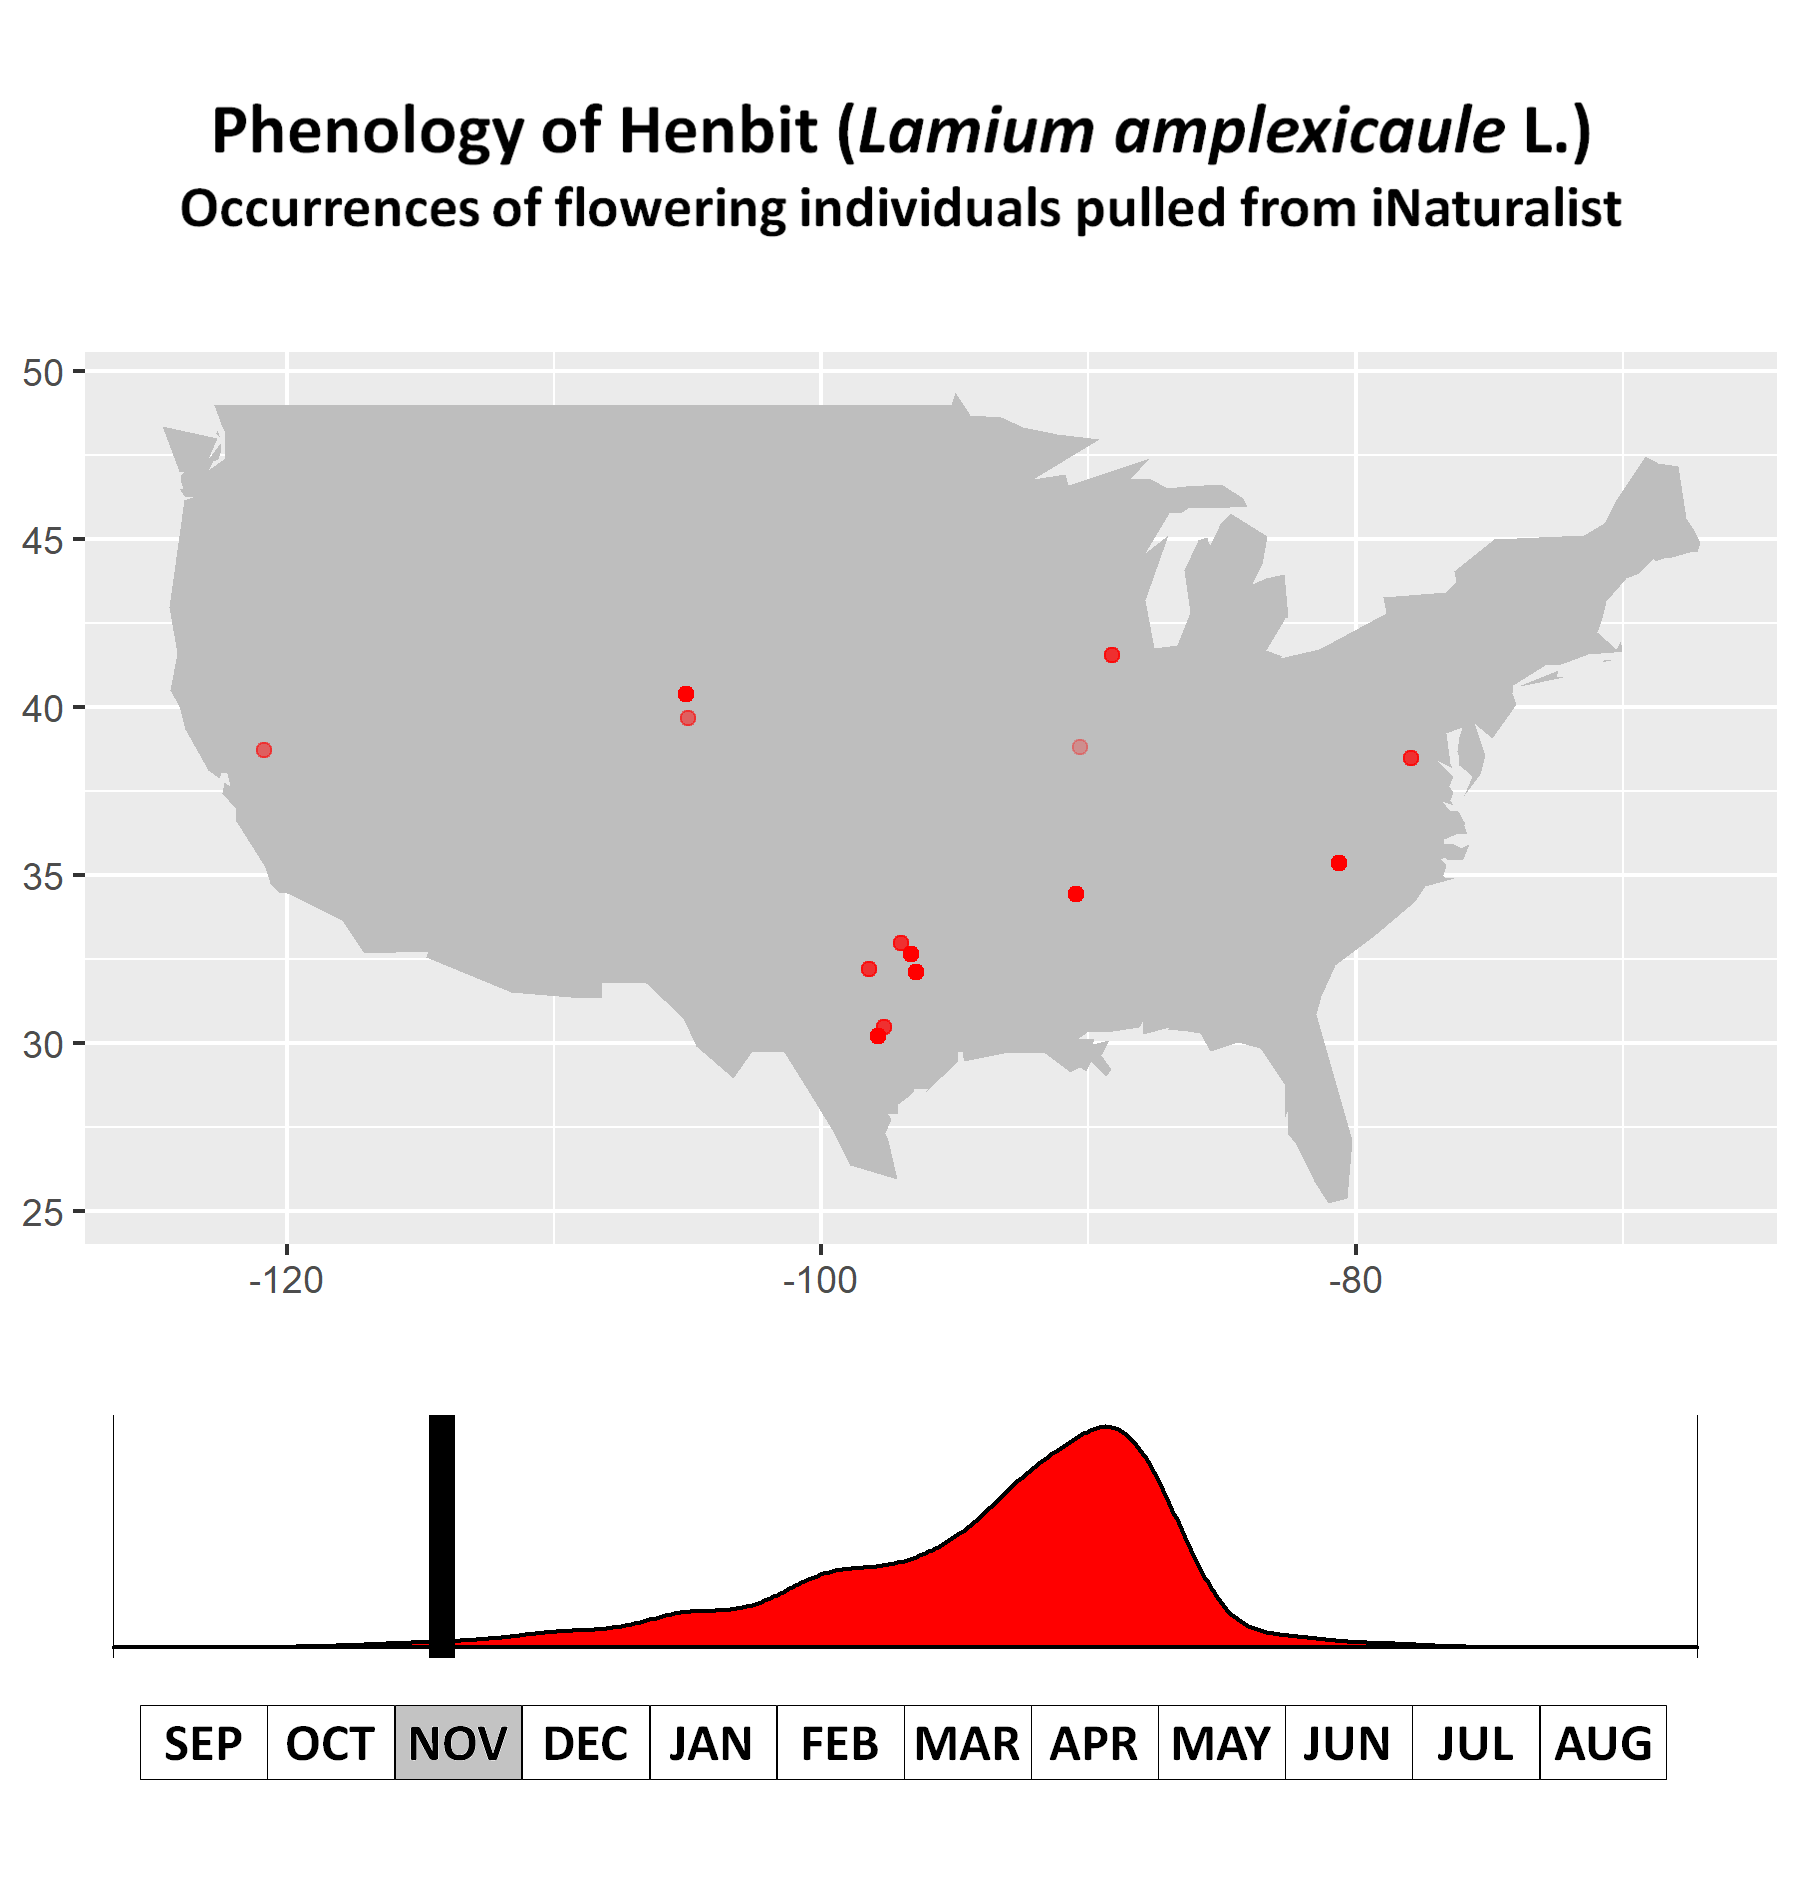 Phenology of Henbit (Lamium amplexicaule L.)
Occurrences of flowering individuals pulled from iNaturalist
50
45
40
35
30
25
-120 -100 -80
SEP OCT NOV DEC JAN FEB MAR APR MAY JUN JUL AUG